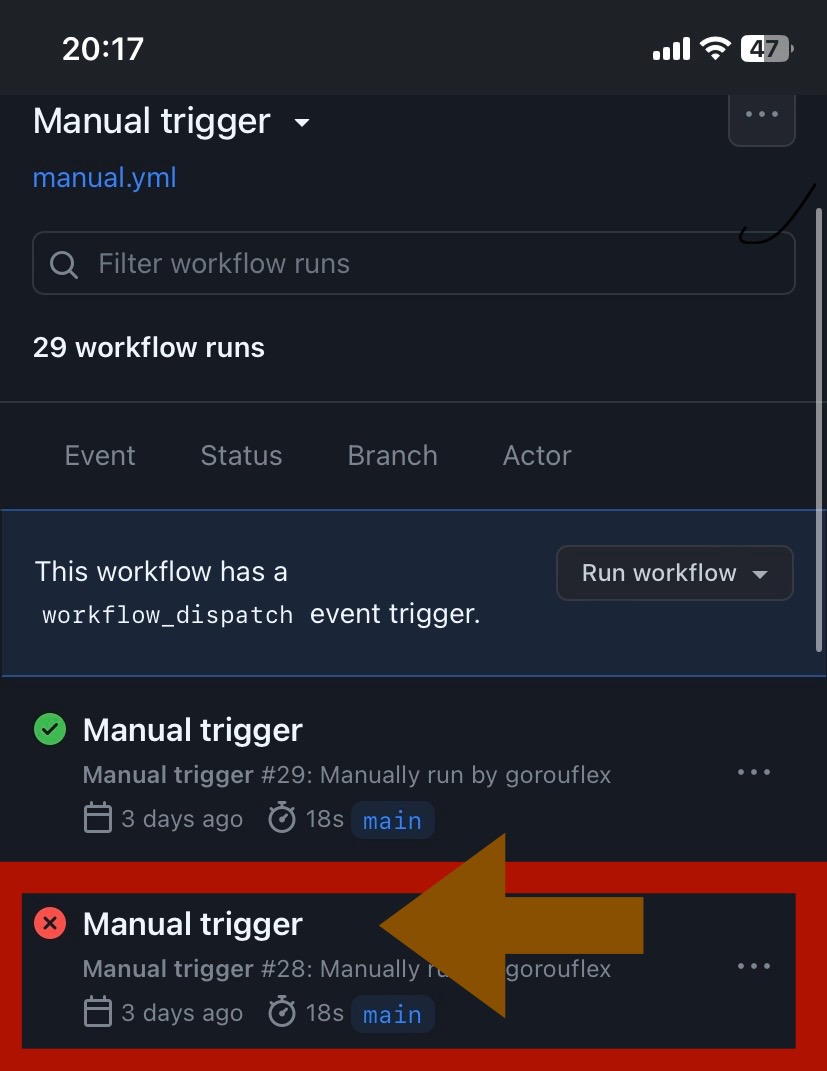 20:17
47
Manual trigger
manual.yml
Filter workflow runs
29 workflow runs
Event Status Branch Actor
This workflow has a
workflow_dispatch event trigger.
Run workflow
Manual trigger
Manual trigger #29: Manually run by gorouflex
3 days ago 18s main
Manual trigger
Manual trigger #28: Manually gorouflex
3 days ago 18s main